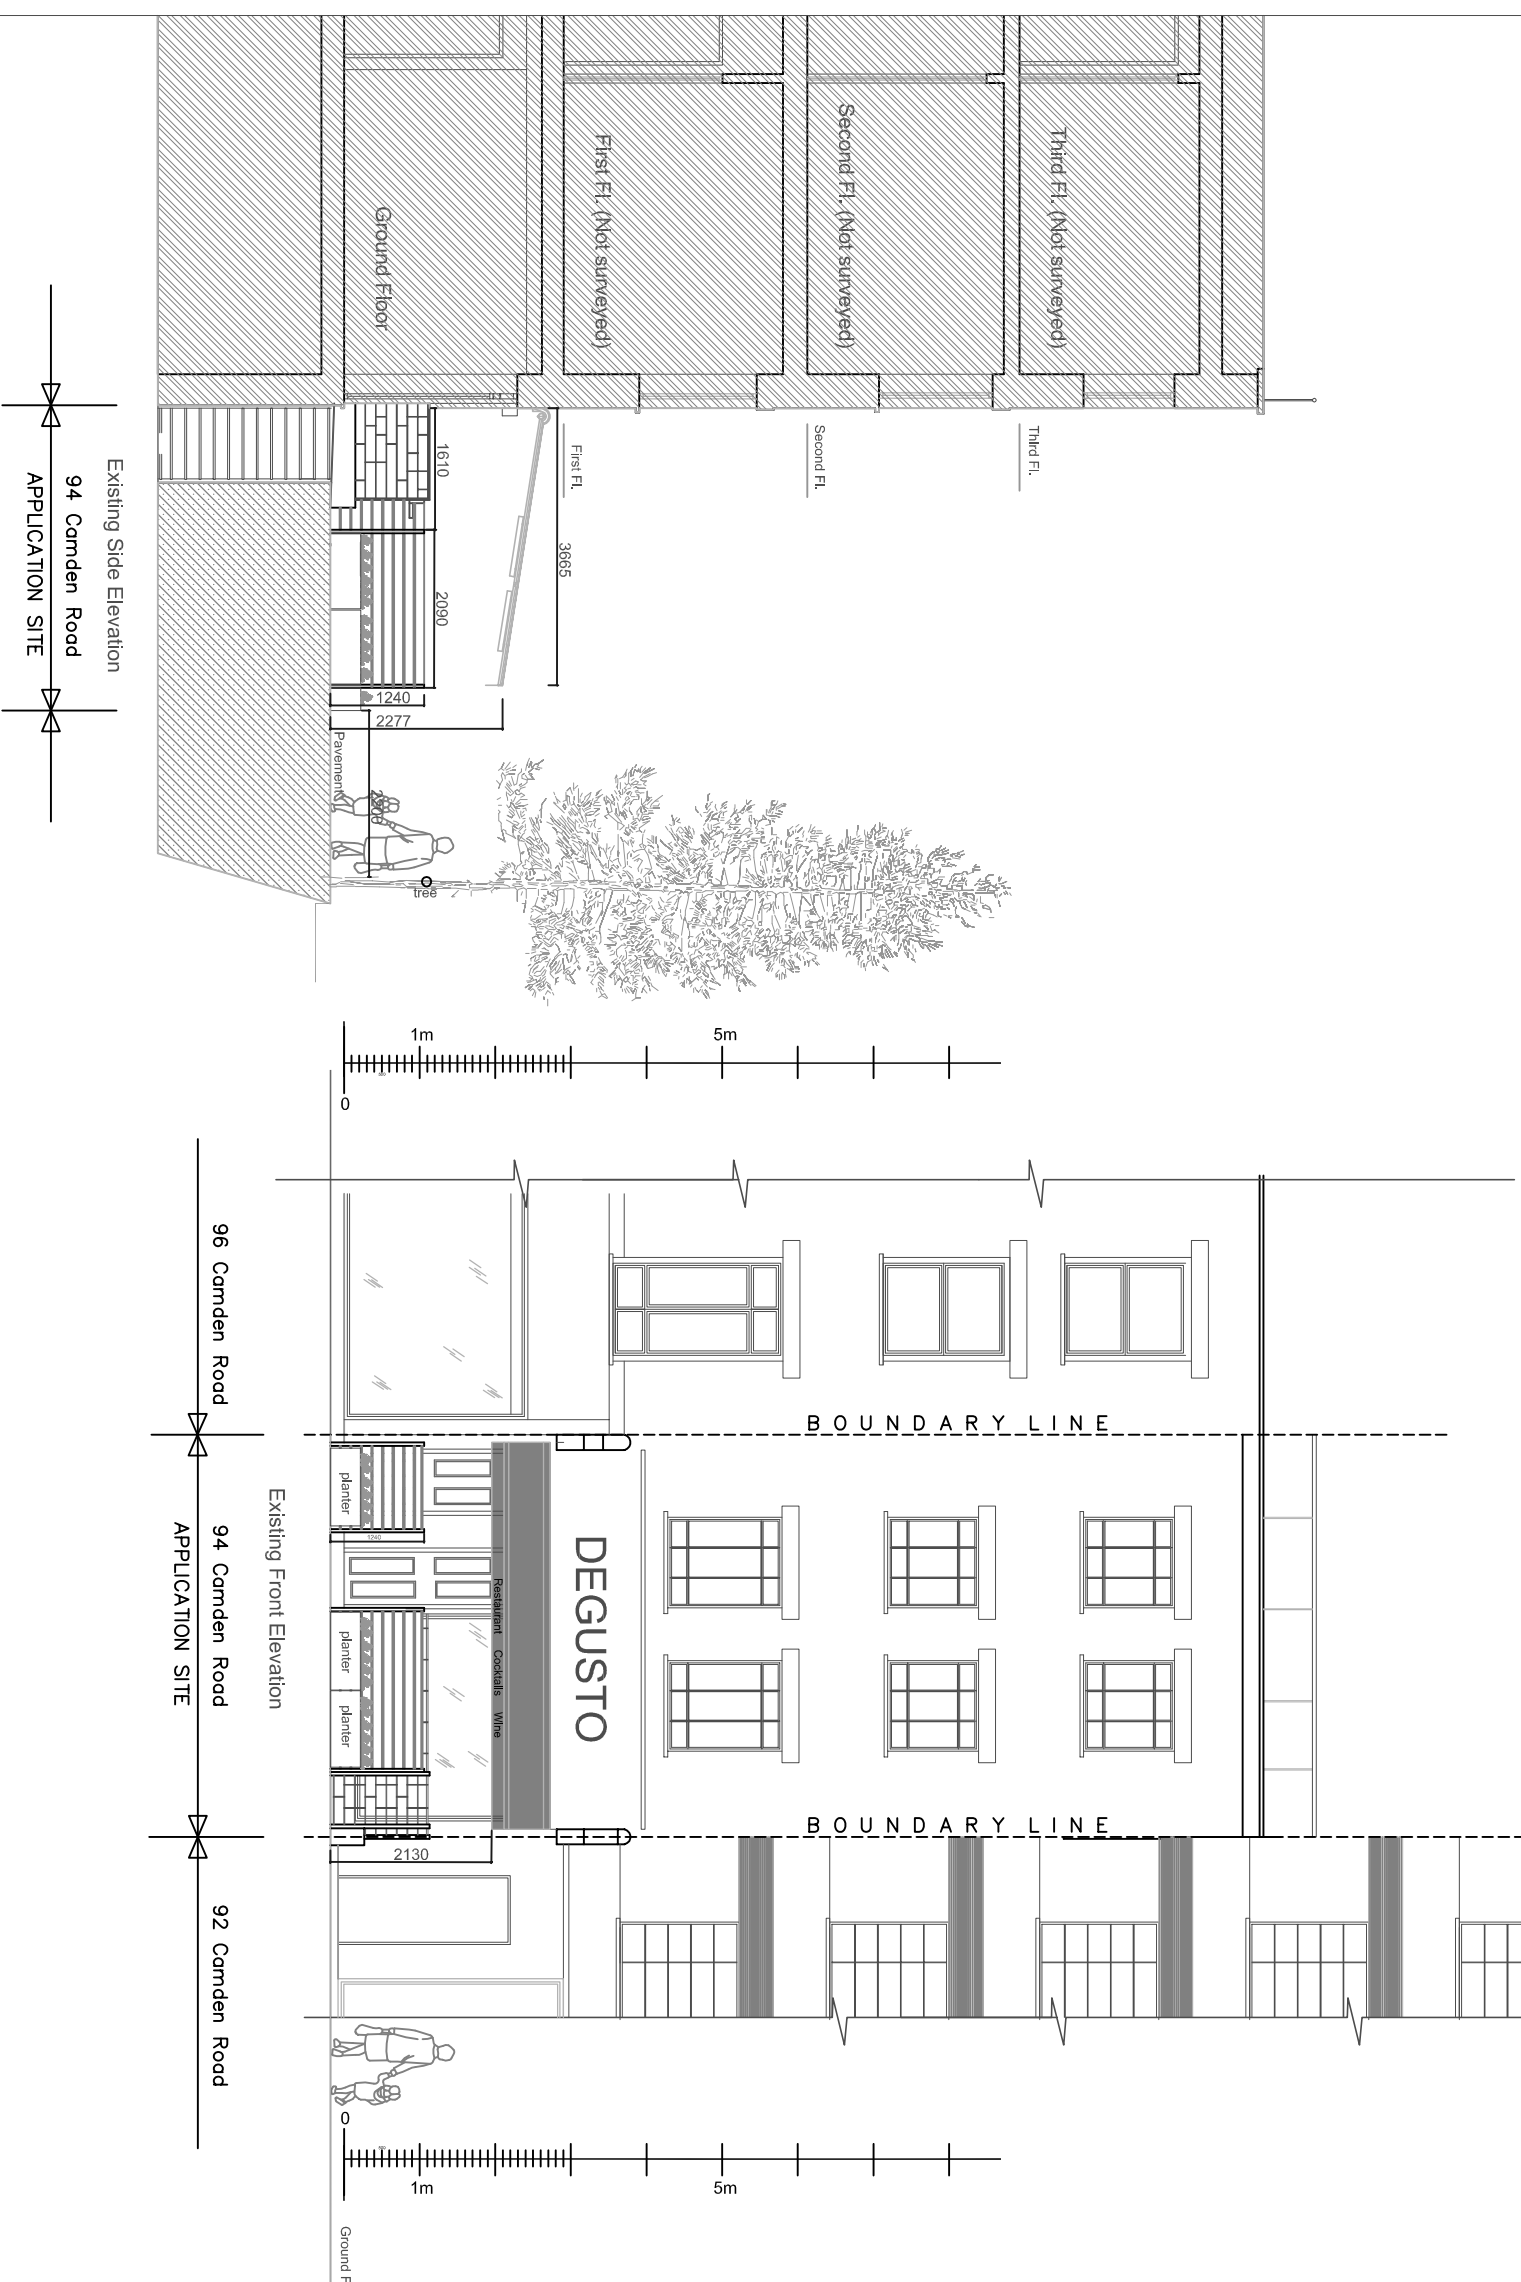 Third Fl. (Not surveyed)
Second Fl. (Not surveyed)
First Fl. (Not surveyed)
Ground Floor
Third Fl.
Second Fl.
First Fl.
3665
1610
2090
1240
2277
Pavement
tree
Existing Side Elevation
94 Camden Road
APPLICATION SITE
1m
5m
0
BOUNDARY LINE
BOUNDARY LINE
DEGUSTO
Restaurant Cocktails Wine
planter
1240
planter
planter
2130
Existing Front Elevation
96 Camden Road
94 Camden Road
APPLICATION SITE
92 Camden Road
0
1m
5m
Ground F